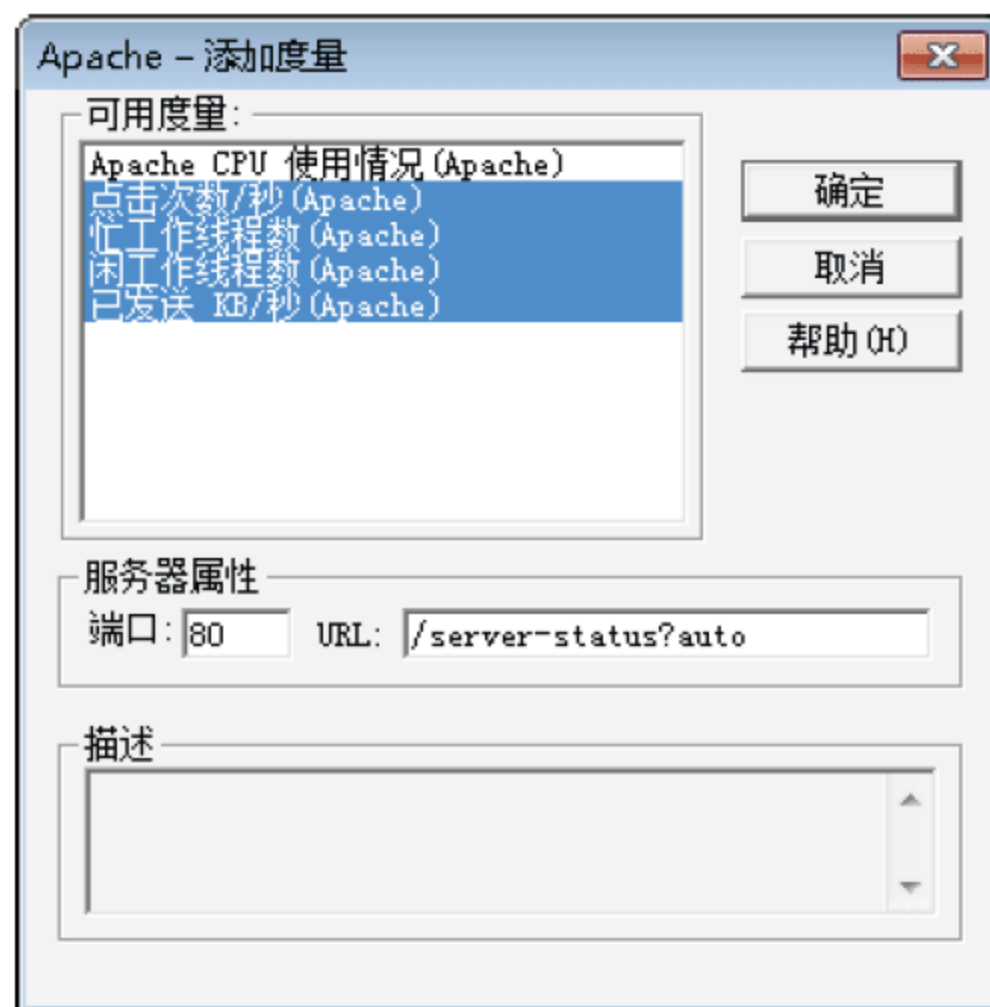 Apache – 添加度量
可用度量:
Apache CPU 使用情况(Apache)
点击次数/秒(Apache)
忙工作线程数(Apache)
闲工作线程数(Apache)
已发送 KB/秒(Apache)
确定
取消
帮助(H)
服务器属性
端口: 80 URL: /server-status?auto
描述